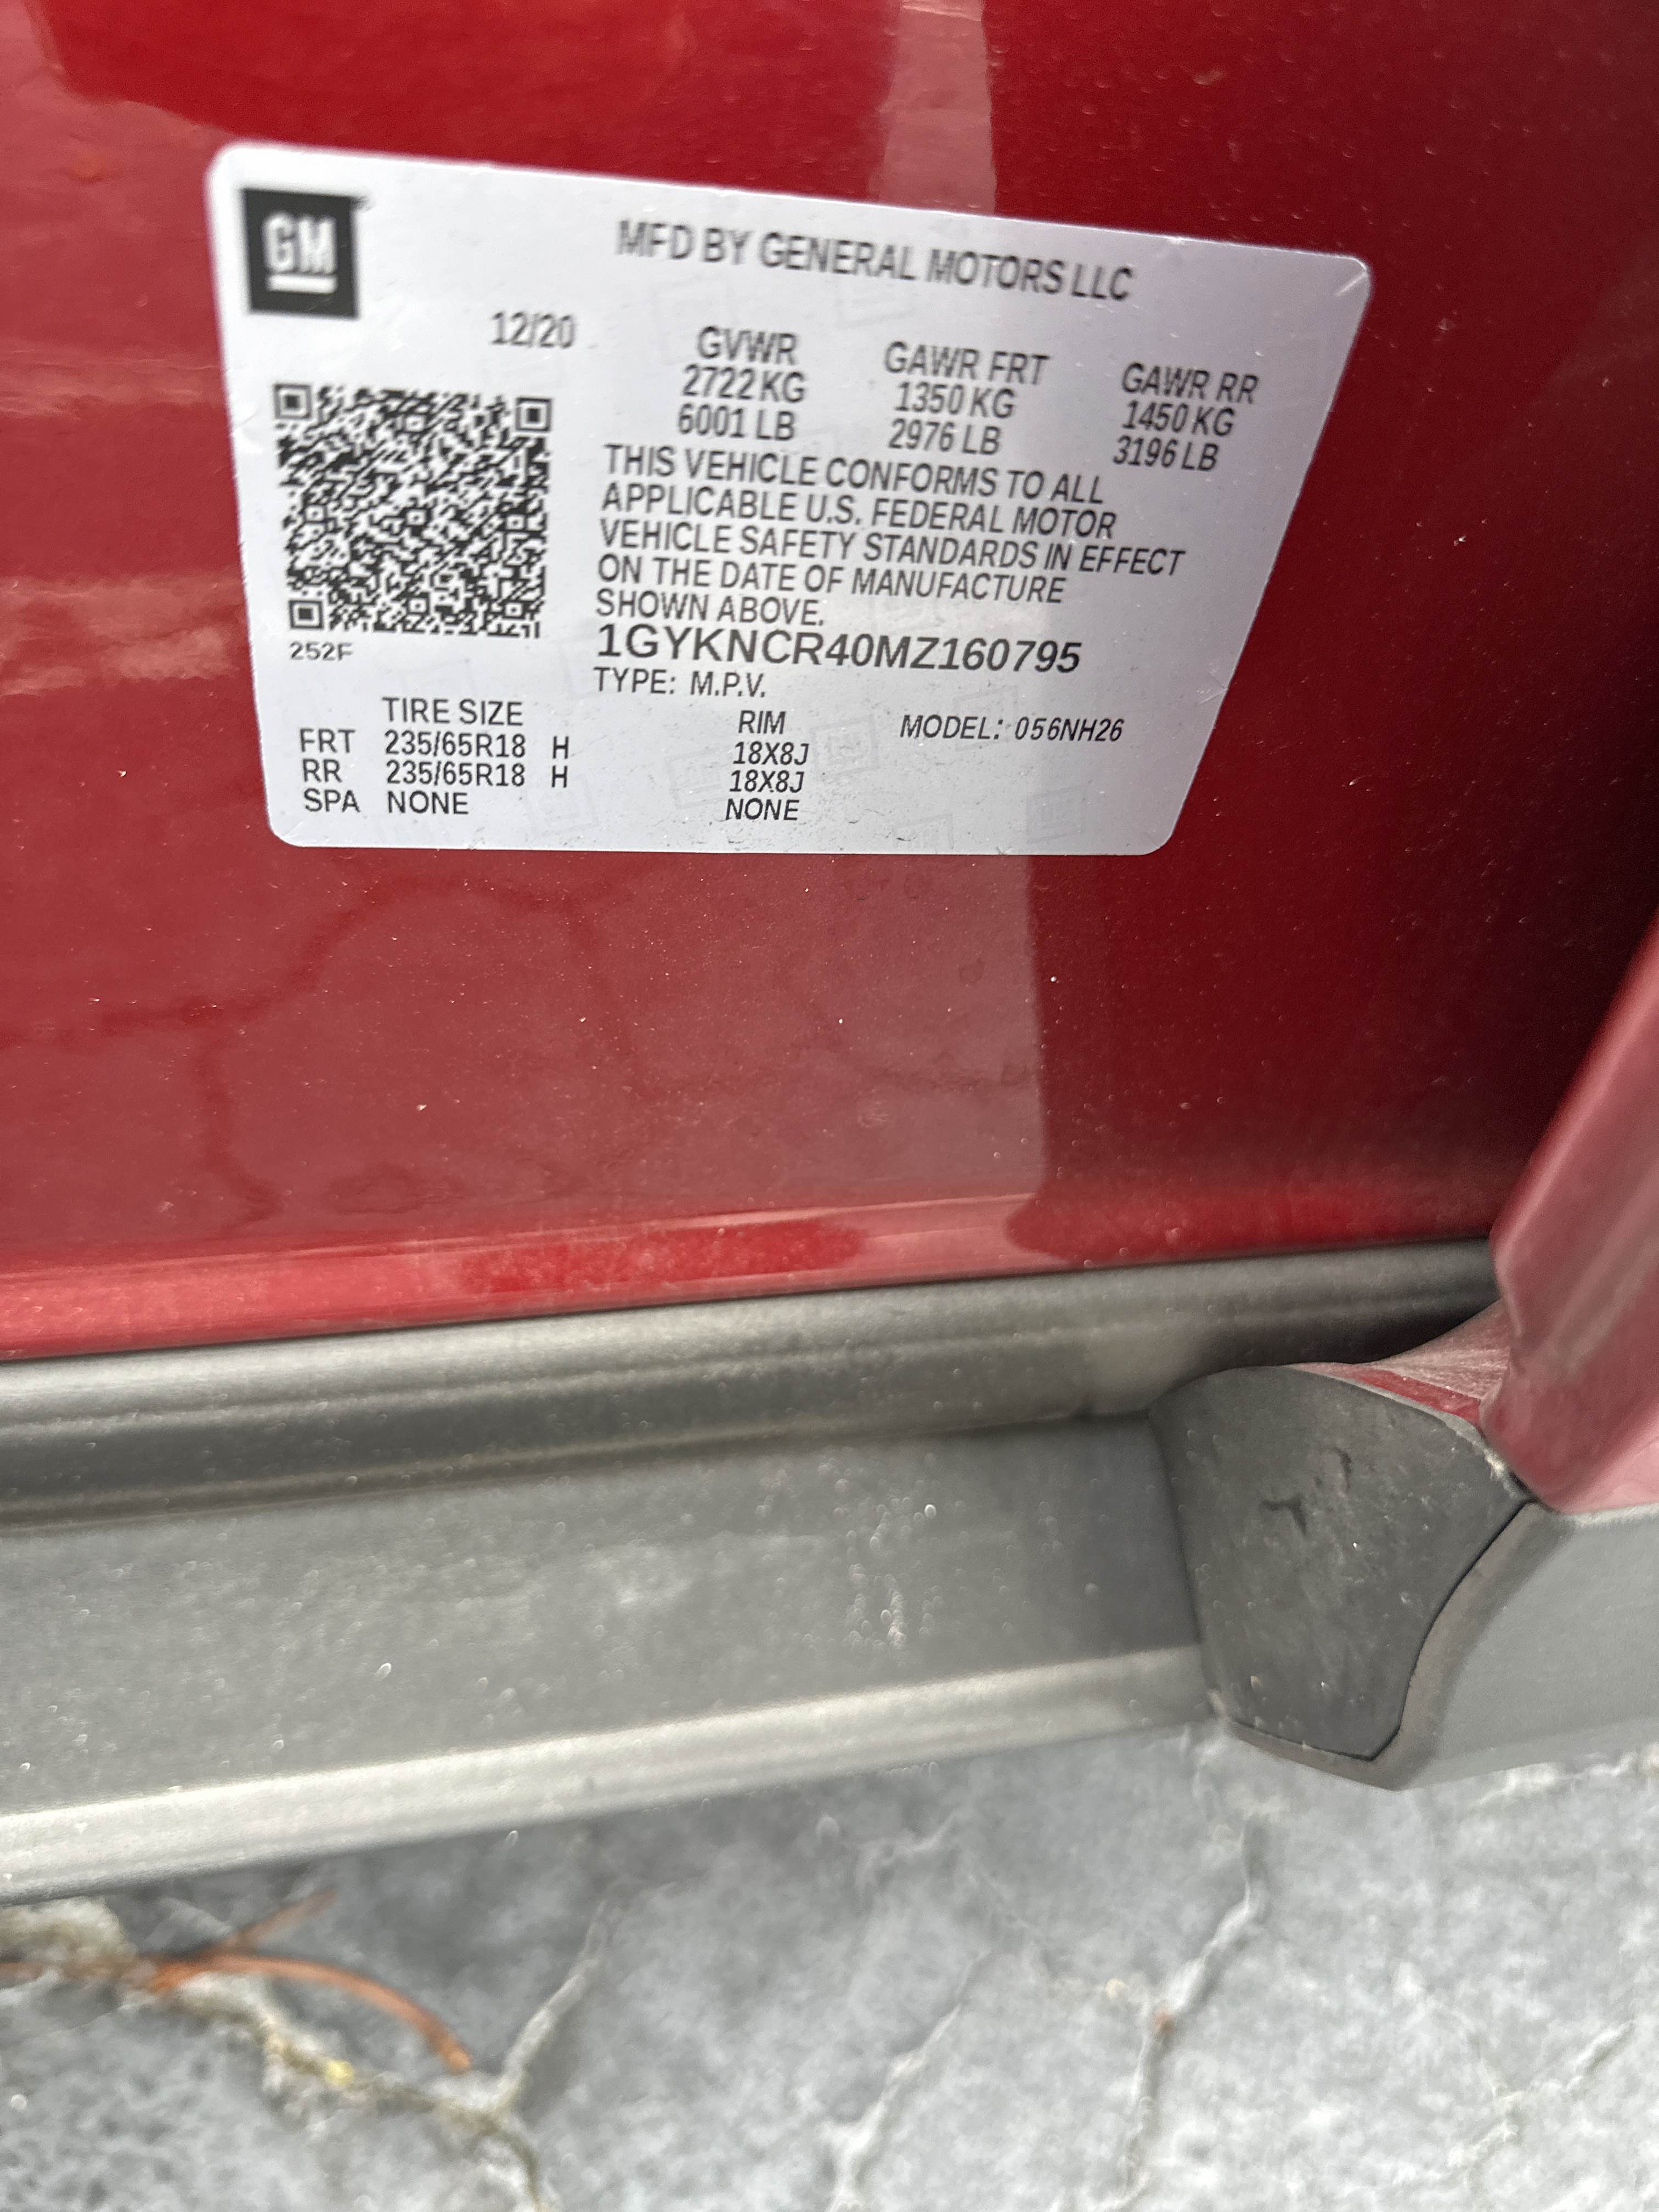 GM
MFD BY GENERAL MOTORS LLC
12/20
GVWR GAWR FRT GAWR RR
2722 KG 1350 KG 1450 KG
6001 LB 2976 LB 3196 LB
THIS VEHICLE CONFORMS TO ALL
APPLICABLE U.S. FEDERAL MOTOR
VEHICLE SAFETY STANDARDS IN EFFECT
ON THE DATE OF MANUFACTURE
SHOWN ABOVE.
252F
1GYKNCR40MZ160795
TYPE: M.P.V.
TIRE SIZE RIM MODEL: 056NH26
FRT 235/65R18 H 18X8J
RR 235/65R18 H 18X8J
SPA NONE NONE